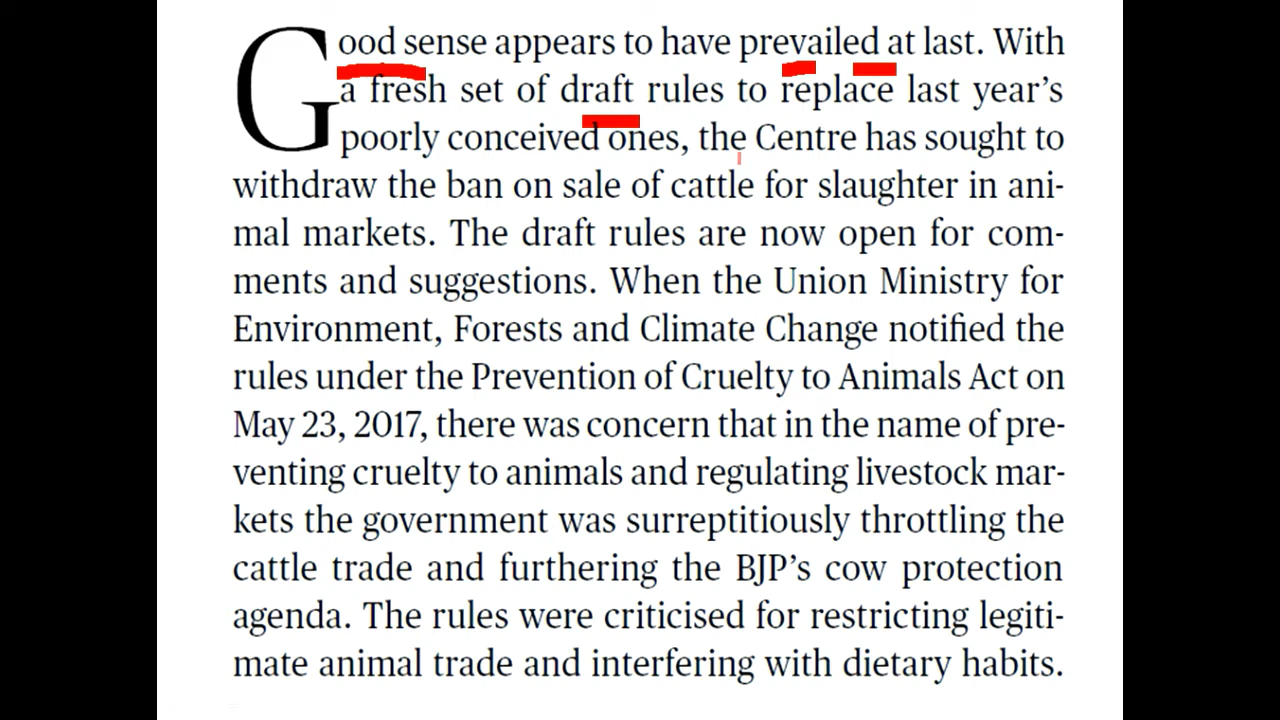 Good sense appears to have prevailed at last. With
a fresh set of draft rules to replace last year’s
poorly conceived ones, the Centre has sought to
withdraw the ban on sale of cattle for slaughter in ani-
mal markets. The draft rules are now open for com-
ments and suggestions. When the Union Ministry for
Environment, Forests and Climate Change notified the
rules under the Prevention of Cruelty to Animals Act on
May 23, 2017, there was concern that in the name of pre-
venting cruelty to animals and regulating livestock mar-
kets the government was surreptitiously throttling the
cattle trade and furthering the BJP’s cow protection
agenda. The rules were criticised for restricting legiti-
mate animal trade and interfering with dietary habits.